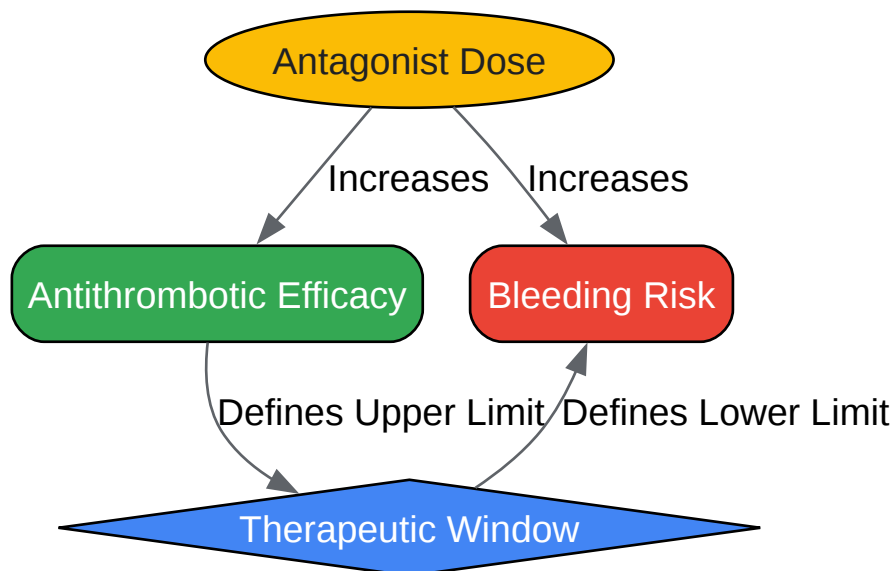 Antagonist Dose
Increases
Increases
Antithrombotic Efficacy
Bleeding Risk
Defines Upper Limit
Defines Lower Limit
Therapeutic Window